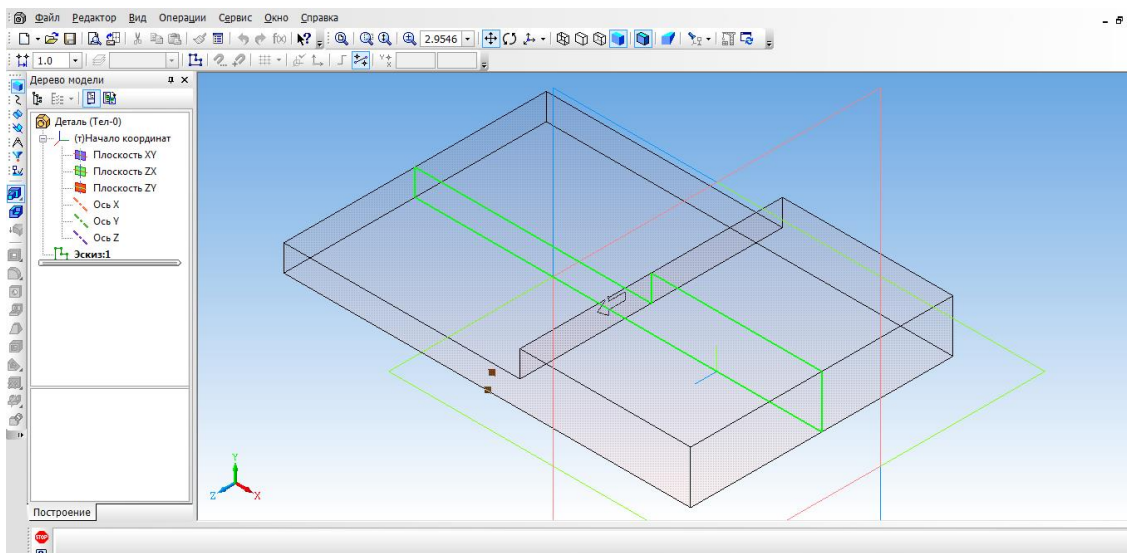 Файл Редактор Вид Операции Сервис Окно Справка
2.9546
1.0
Дерево модели
Деталь (Тел-0)
(т)Начало координат
Плоскость XY
Плоскость ZX
Плоскость ZY
Ось X
Ось Y
Ось Z
Эскиз:1
Y
Z X
Построение
STOP